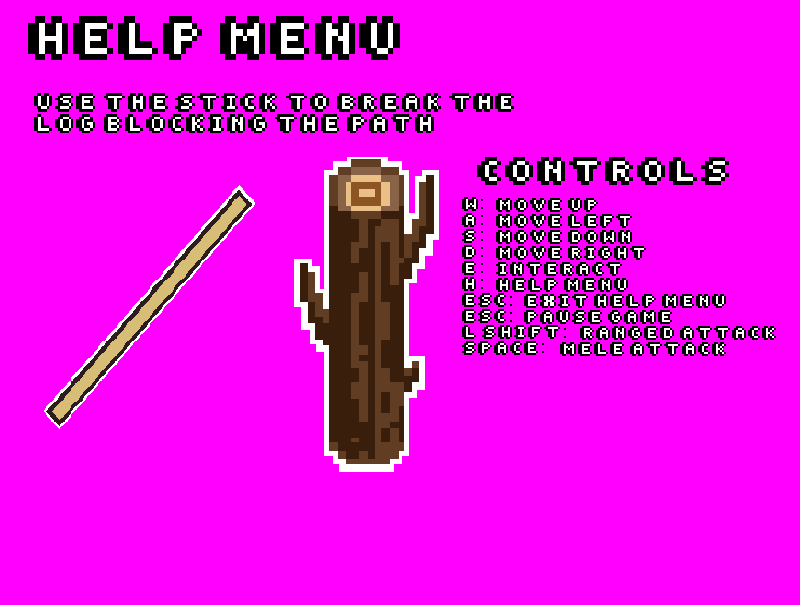 HELP MENU
USE THE STICK TO BREAK THE
LOG BLOCKING THE PATH
CONTROLS
W: MOVE UP
A: MOVE LEFT
S: MOVE DOWN
D: MOVE RIGHT
E: INTERACT
H: HELP MENU
ESC: EXIT HELP MENU
ESC: PAUSE GAME
L SHIFT: RANGED ATTACK
SPACE: MELE ATTACK